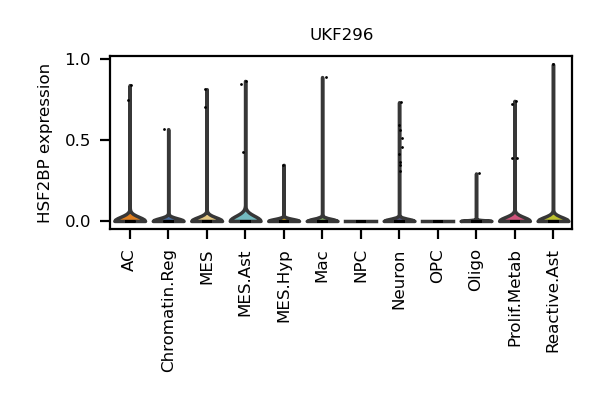 UKF296
HSF2BP expression
1.0
0.5
0.0
AC
Chromatin.Reg
MES
MES.Ast
MES.Hyp
Mac
NPC
Neuron
OPC
Oligo
Prolif.Metab
Reactive.Ast